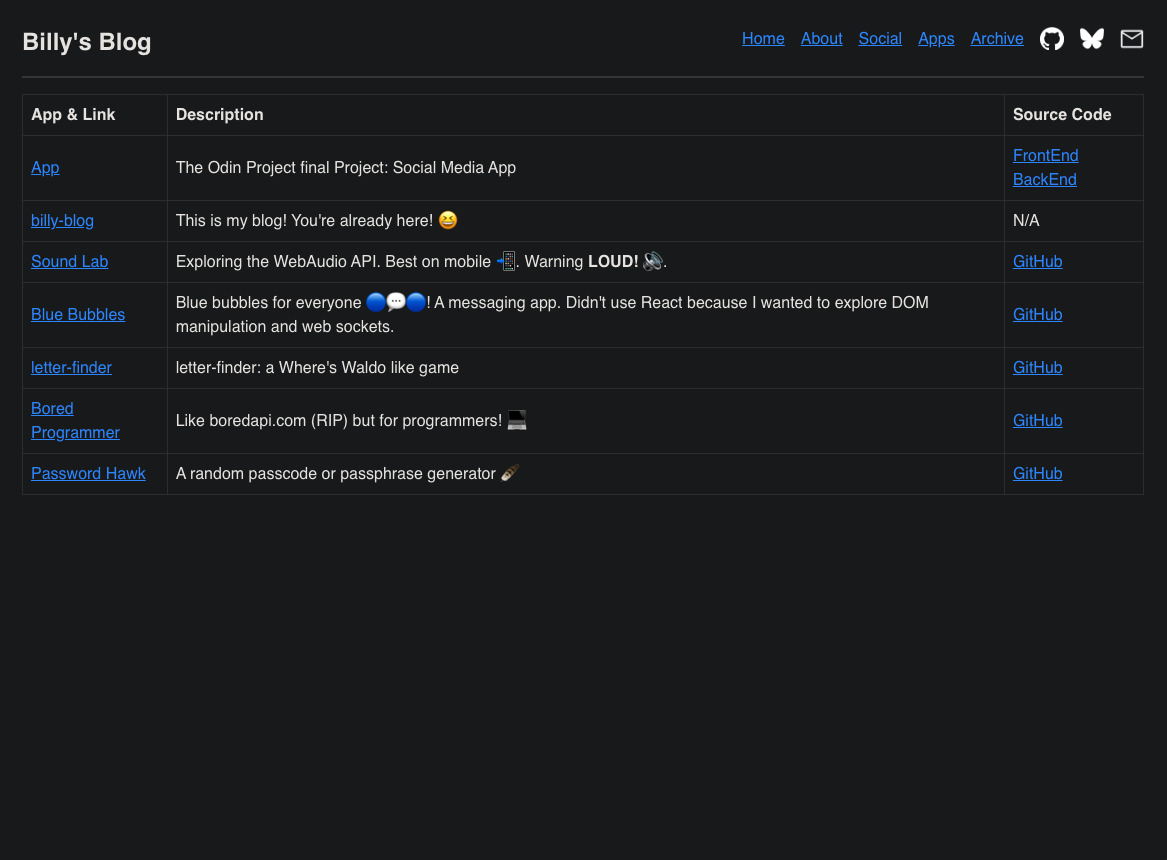 Billy's Blog
Home About Social Apps Archive
App & Link Description Source Code
App The Odin Project final Project: Social Media App FrontEnd
BackEnd
billy-blog This is my blog! You're already here! 😆 N/A
Sound Lab Exploring the WebAudio API. Best on mobile 📲. Warning LOUD! 🔊. GitHub
Blue Bubbles Blue bubbles for everyone 🔵💬🔵! A messaging app. Didn't use React because I wanted to explore DOM
manipulation and web sockets. GitHub
letter-finder letter-finder: a Where's Waldo like game GitHub
Bored
Programmer Like boredapi.com (RIP) but for programmers! 💻 GitHub
Password Hawk A random passcode or passphrase generator 🪶 GitHub